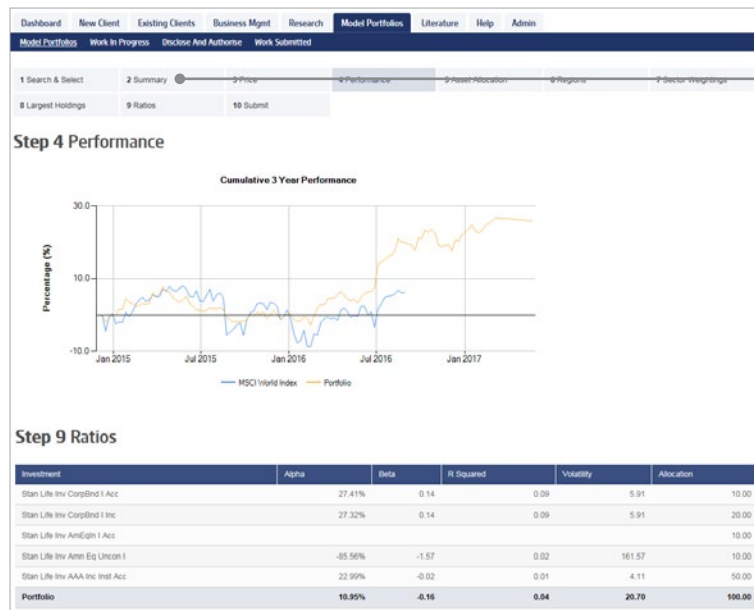 Dashboard New Client Existing Clients Business Mgmt Research Model Portfolios Literature Help Admin
Model Portfolios Work In Progress Disclose And Authorise Work Submitted
1 Search & Select 2 Summary 3 Price 4 Performance 5 Asset Allocation 6 Regions 7 Sector Weightings
8 Largest Holdings 9 Ratios 10 Submit
Step 4 Performance
Cumulative 3 Year Performance
30.0
10.0
-10.0
Percentage (%)
Jan 2015 Jul 2015 Jan 2016 Jul 2016 Jan 2017
MSCI World Index Portfolio
Step 9 Ratios
Investment Alpha Beta R Squared Volatility Allocation
Stan Life Inv CorpBnd I Acc 27.41% 0.14 0.09 5.91 10.00
Stan Life Inv CorpBnd I Inc 27.32% 0.14 0.09 5.91 20.00
Stan Life Inv AmEqIn I Acc 10.00
Stan Life Inv Amn Eq Uncon I -85.56% -1.57 0.02 161.57 10.00
Stan Life Inv AAA Inc Inst Acc 22.99% -0.02 0.01 4.11 50.00
Portfolio 10.95% -0.16 0.04 20.70 100.00